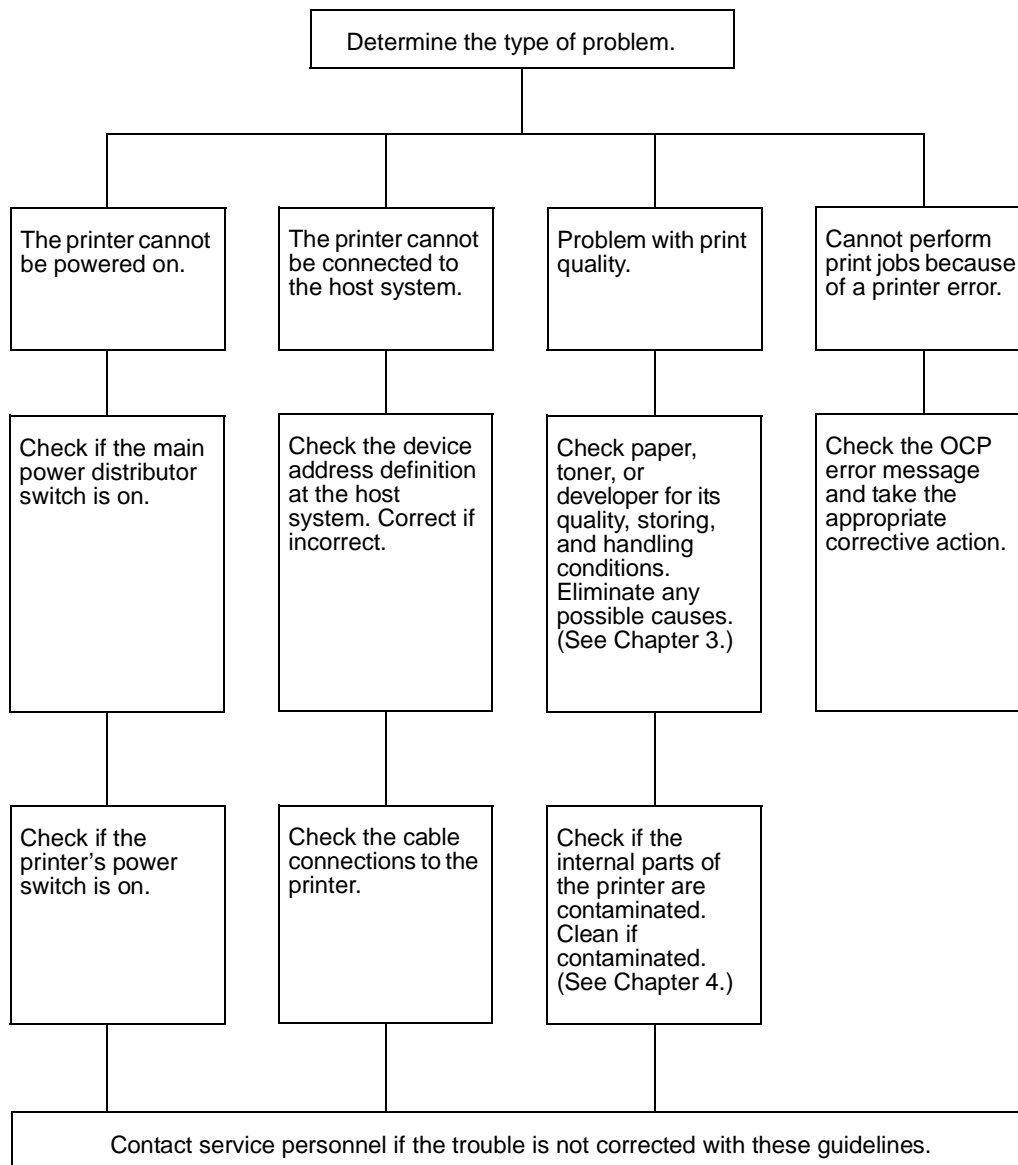 Determine the type of problem.
The printer cannot
be powered on.
The printer cannot
be connected to
the host system.
Problem with print
quality.
Cannot perform
print jobs because
of a printer error.
Check if the main
power distributor
switch is on.
Check the device
address definition
at the host
system. Correct if
incorrect.
Check paper,
toner, or
developer for its
quality, storing,
and handling
conditions.
Eliminate any
possible causes.
(See Chapter 3.)
Check the OCP
error message
and take the
appropriate
corrective action.
Check if the
printer’s power
switch is on.
Check the cable
connections to the
printer.
Check if the
internal parts of
the printer are
contaminated.
Clean if
contaminated.
(See Chapter 4.)
Contact service personnel if the trouble is not corrected with these guidelines.